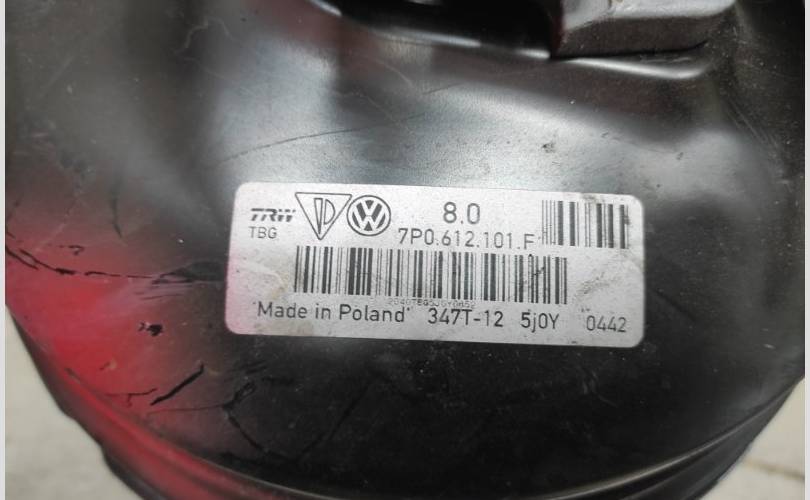 TRW 8.0
TBG 7P0.612.101.F
Made in Poland 347T-12 5j0Y 0442